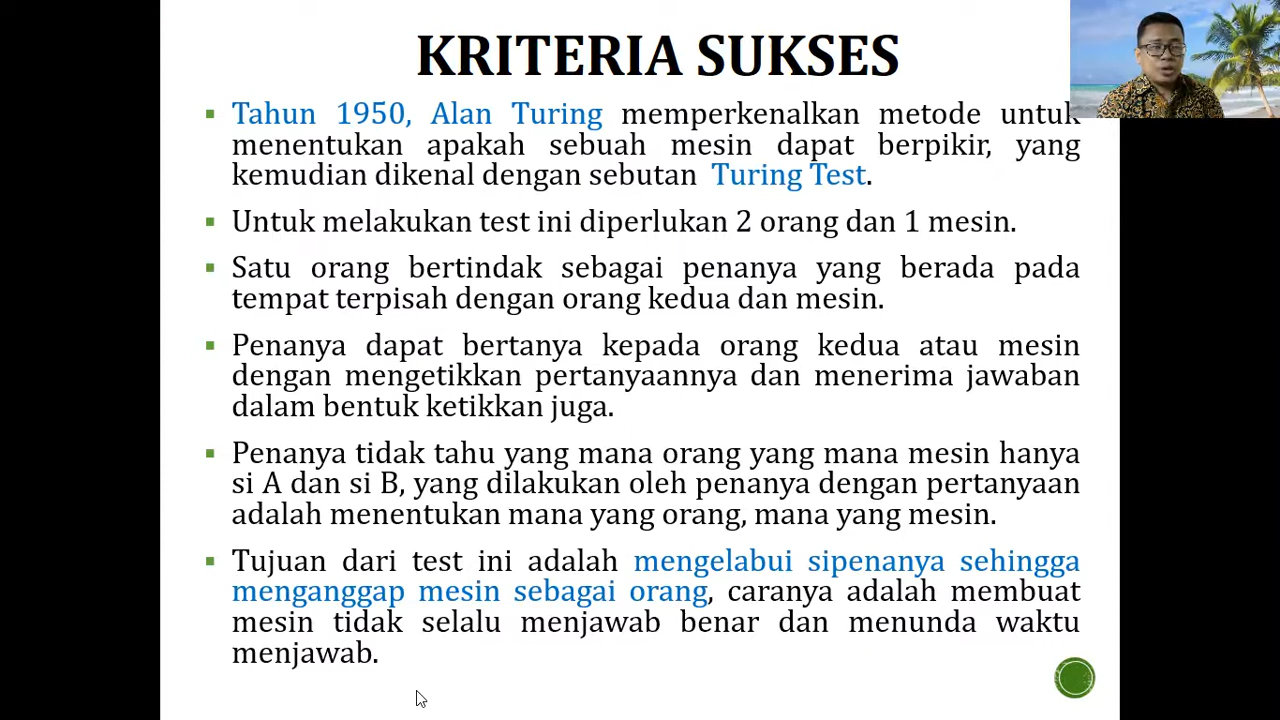 KRITERIA SUKSES
▪ Tahun 1950, Alan Turing memperkenalkan metode untuk
menentukan apakah sebuah mesin dapat berpikir, yang
kemudian dikenal dengan sebutan Turing Test.
▪ Untuk melakukan test ini diperlukan 2 orang dan 1 mesin.
▪ Satu orang bertindak sebagai penanya yang berada pada
tempat terpisah dengan orang kedua dan mesin.
▪ Penanya dapat bertanya kepada orang kedua atau mesin
dengan mengetikkan pertanyaannya dan menerima jawaban
dalam bentuk ketikkan juga.
▪ Penanya tidak tahu yang mana orang yang mana mesin hanya
si A dan si B, yang dilakukan oleh penanya dengan pertanyaan
adalah menentukan mana yang orang, mana yang mesin.
▪ Tujuan dari test ini adalah mengelabui sipenanya sehingga
menganggap mesin sebagai orang, caranya adalah membuat
mesin tidak selalu menjawab benar dan menunda waktu
menjawab.